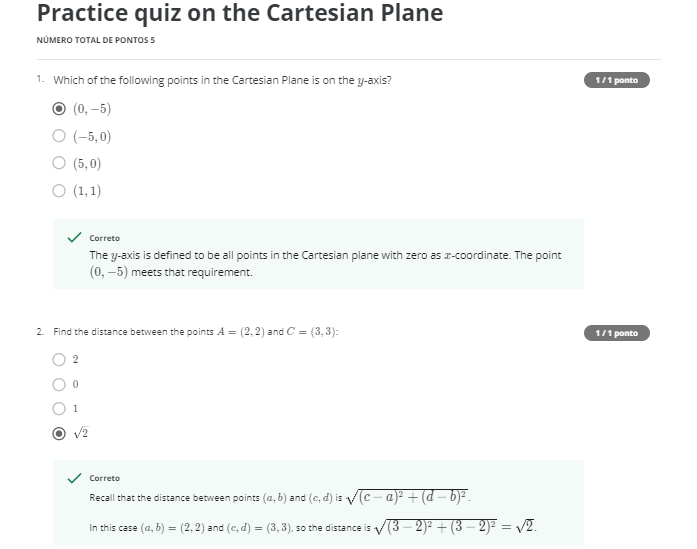 Practice quiz on the Cartesian Plane
NÚMERO TOTAL DE PONTOS 5
1. Which of the following points in the Cartesian Plane is on the y-axis?
1 / 1 ponto
(0, −5)
(−5, 0)
(5, 0)
(1, 1)
Correto
The y-axis is defined to be all points in the Cartesian plane with zero as x-coordinate. The point
(0, −5) meets that requirement.
2. Find the distance between the points A = (2, 2) and C = (3, 3):
1 / 1 ponto
2
0
1
√2
Correto
Recall that the distance between points (a, b) and (c, d) is √(c − a)² + (d − b)².
In this case (a, b) = (2, 2) and (c, d) = (3, 3), so the distance is √(3 − 2)² + (3 − 2)² = √2.